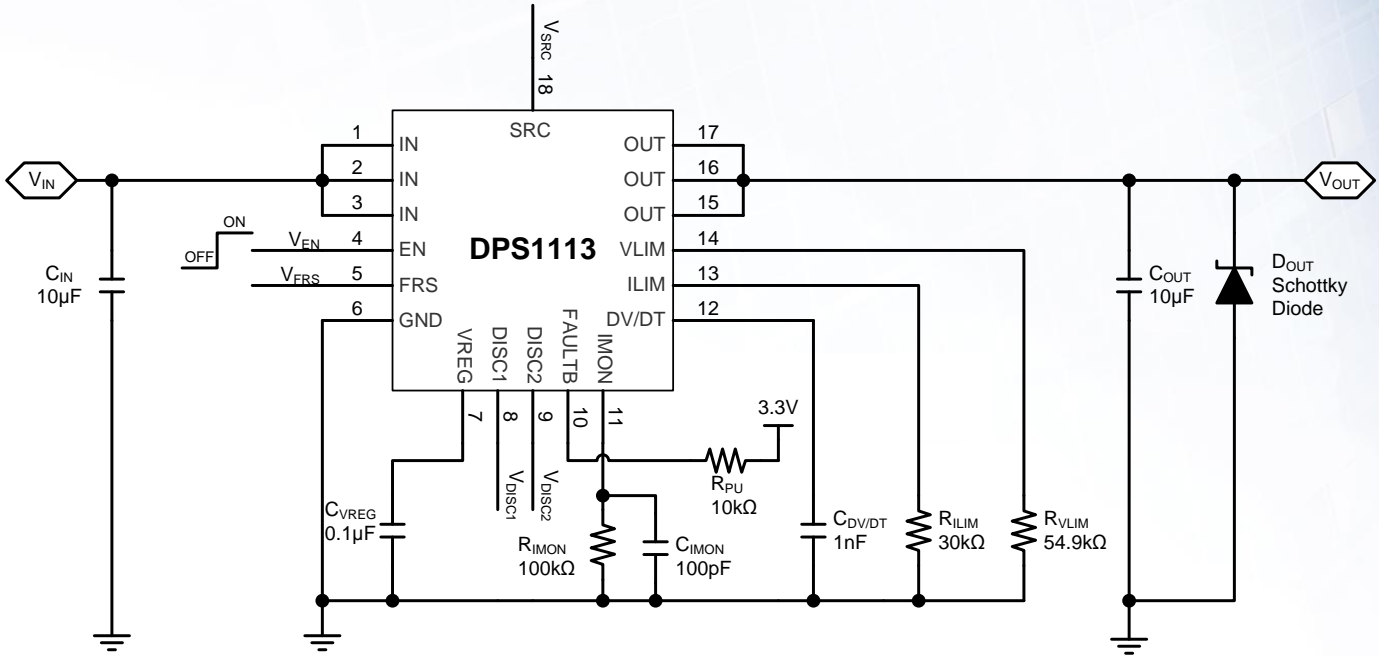 VSRC
18
SRC
1 IN
2 IN
3 IN
VEN 4 EN
VFRS 5 FRS
6 GND
OUT 17
OUT 16
OUT 15
VLIM 14
ILIM 13
DV/DT 12
DPS1113
VIN
VOUT
ON
OFF
CIN
10µF
COUT
10µF
DOUT
Schottky
Diode
VREG
DISC1
DISC2
FAULTB
IMON
7
8
9
10
11
VDISC1
VDISC2
3.3V
RPU
10kΩ
CVREG
0.1µF
RIMON
100kΩ
CIMON
100pF
CDV/DT
1nF
RILIM
30kΩ
RVLIM
54.9kΩ